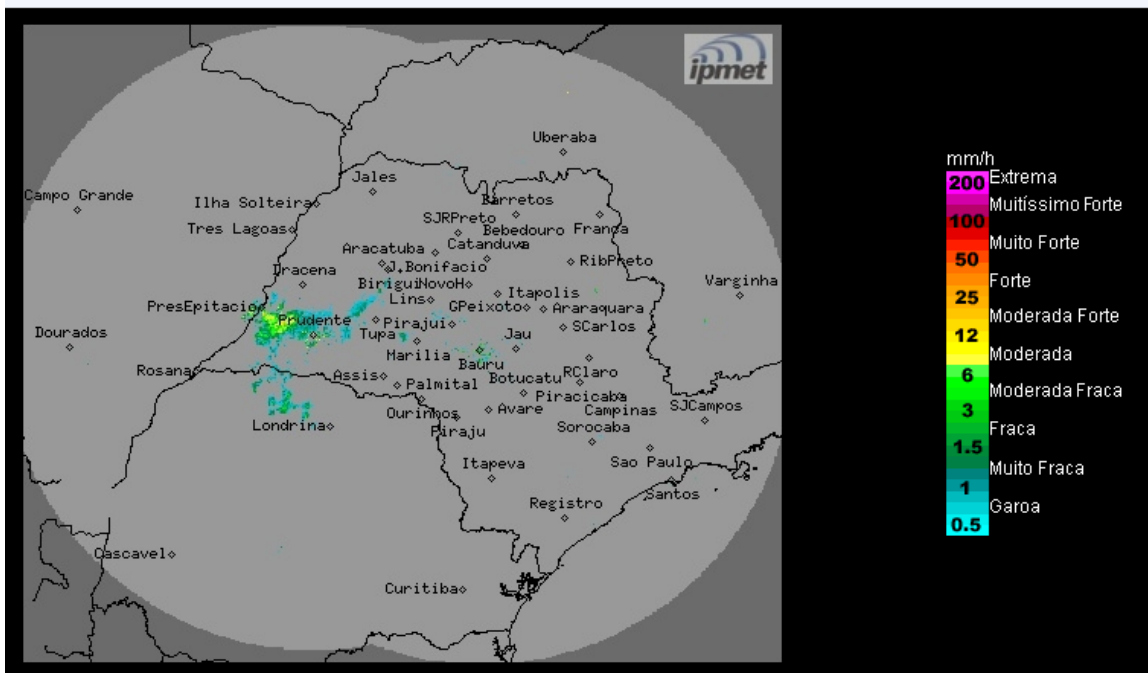 ipmet
Uberaba
Jales
Campo Grande
Ilha Solteira
Barretos
SJRPreto
Tres Lagoas
Bebedouro
Franca
Aracatuba
Catanduva
J.Bonifacio
RibPreto
Dracena
Birigui
NovoH
Itapolis
Varginha
PresEpitacio
Lins
GPeixoto
Araraquara
Dourados
Prudente
Tupa
Pirajui
SCarlos
Jau
Marilia
Bauru
Rosana
Assis
Palmital
Botucatu
RClaro
Piracicaba
Ourinhos
Avare
Campinas
SJCampos
Londrina
Piraju
Sorocaba
Itapeva
Sao Paulo
Santos
Registro
Cascavel
Curitiba
mm/h
200 Extrema
Muitíssimo Forte
100
Muito Forte
50
Forte
25
Moderada Forte
12
Moderada
6
Moderada Fraca
3
Fraca
1.5
Muito Fraca
1
Garoa
0.5